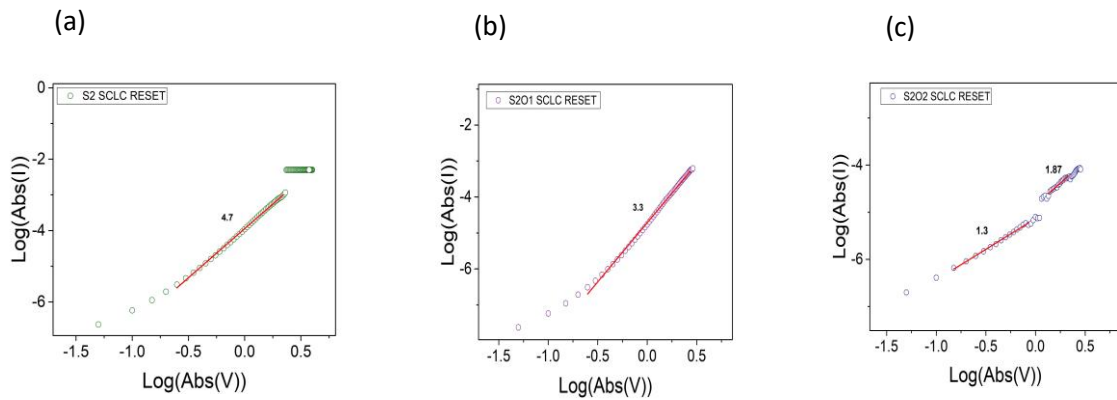 (a)
S2 SCLC RESET
Log(Abs(I))
0
-2
-4
-6
4.7
-1.5 -1.0 -0.5 0.0 0.5
Log(Abs(V))
(b)
S2O1 SCLC RESET
Log(Abs(I))
-2
-4
-6
3.3
-1.5 -1.0 -0.5 0.0 0.5
Log(Abs(V))
(c)
S2O2 SCLC RESET
Log(Abs(I))
-4
-6
1.87
1.3
-1.5 -1.0 -0.5 0.0 0.5
Log(Abs(V))